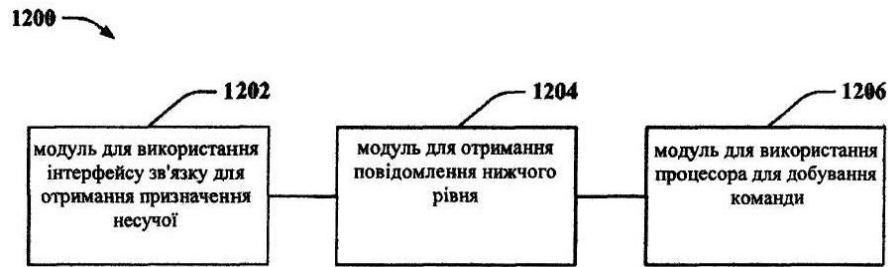 1200
1202
1204
1206
модуль для використання
інтерфейсу зв'язку для
отримання призначення
несучої
модуль для отримання
повідомлення нижчого
рівня
модуль для використання
процесора для добування
команди